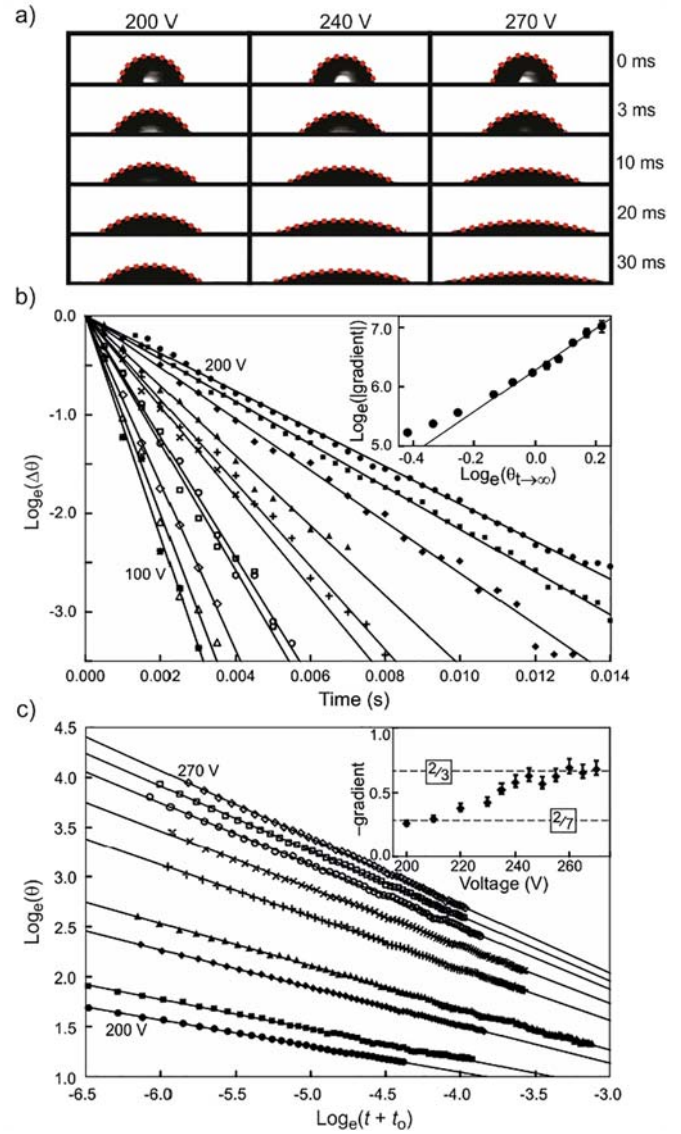 a)
200 V 240 V 270 V
0 ms
3 ms
10 ms
20 ms
30 ms
b)
0.0
-1.0
-2.0
-3.0
Logₑ(Δθ)
200 V
100 V
0.000 0.002 0.004 0.006 0.008 0.010 0.012 0.014
Time (s)
7.0
6.0
5.0
Logₑ(|gradient|)
-0.4 -0.2 0.0 0.2
Logₑ(θt→∞)
c)
4.5
4.0
3.5
3.0
2.5
2.0
1.5
1.0
Logₑ(θ)
270 V
200 V
-6.5 -6.0 -5.5 -5.0 -4.5 -4.0 -3.5 -3.0
Logₑ(t + tₒ)
1.0
0.5
0.0
–gradient
2/3
2/7
200 220 240 260
Voltage (V)